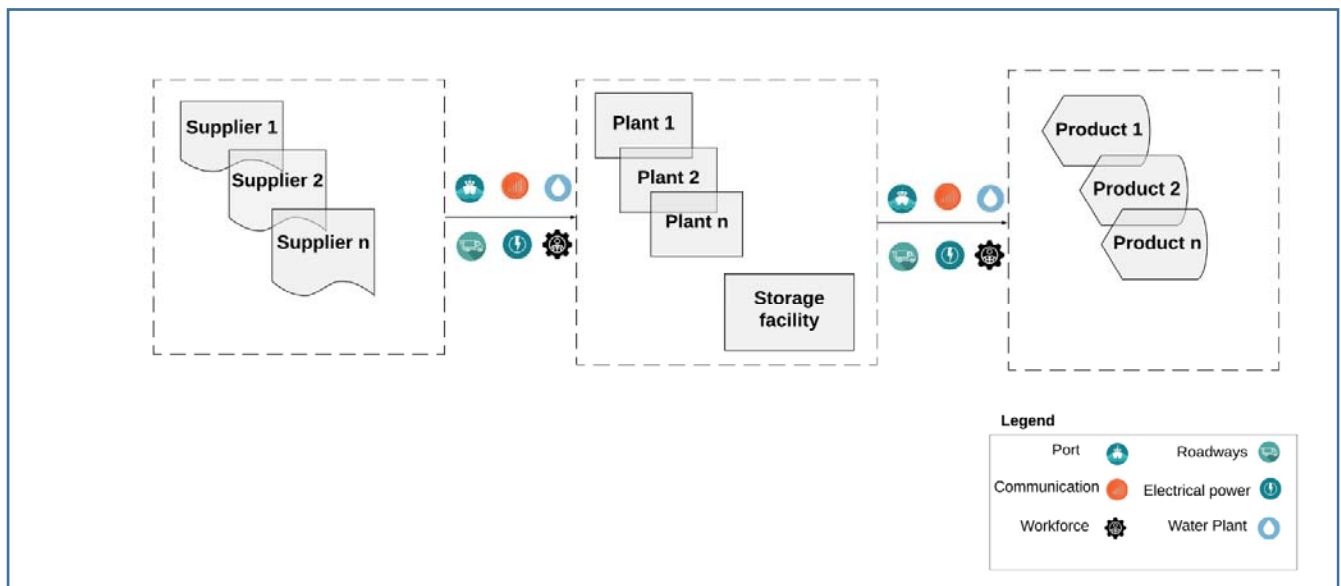 Supplier 1
Supplier 2
Supplier n
Plant 1
Plant 2
Plant n
Storage
facility
Product 1
Product 2
Product n
Legend
Port
Roadways
Communication
Electrical power
Workforce
Water Plant